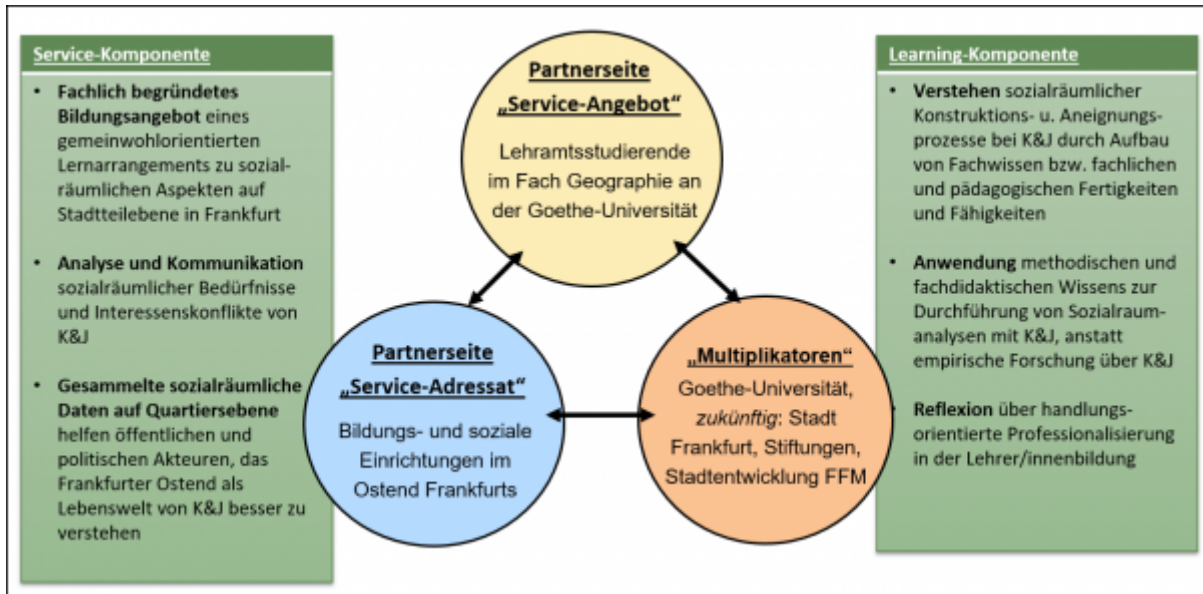 Service-Komponente
• Fachlich begründetes
Bildungsangebot eines
gemeinwohlorientierten
Lernarrangements zu sozial-
räumlichen Aspekten auf
Stadtteilebene in Frankfurt
• Analyse und Kommunikation
sozialräumlicher Bedürfnisse
und Interessenskonflikte von
K&J
• Gesammelte sozialräumliche
Daten auf Quartiersebene
helfen öffentlichen und
politischen Akteuren, das
Frankfurter Ostend als
Lebenswelt von K&J besser zu
verstehen
Partnerseite
„Service-Angebot“
Lehramtsstudierende
im Fach Geographie an
der Goethe-Universität
Partnerseite
„Service-Adressat“
Bildungs- und soziale
Einrichtungen im
Ostend Frankfurts
„Multiplikatoren“
Goethe-Universität,
zukünftig: Stadt
Frankfurt, Stiftungen,
Stadtentwicklung FFM
Learning-Komponente
• Verstehen sozialräumlicher
Konstruktions- u. Aneignungs-
prozesse bei K&J durch Aufbau
von Fachwissen bzw. fachlichen
und pädagogischen Fertigkeiten
und Fähigkeiten
• Anwendung methodischen und
fachdidaktischen Wissens zur
Durchführung von Sozialraum-
analysen mit K&J, anstatt
empirische Forschung über K&J
• Reflexion über handlungs-
orientierte Professionalisierung
in der Lehrer/innenbildung